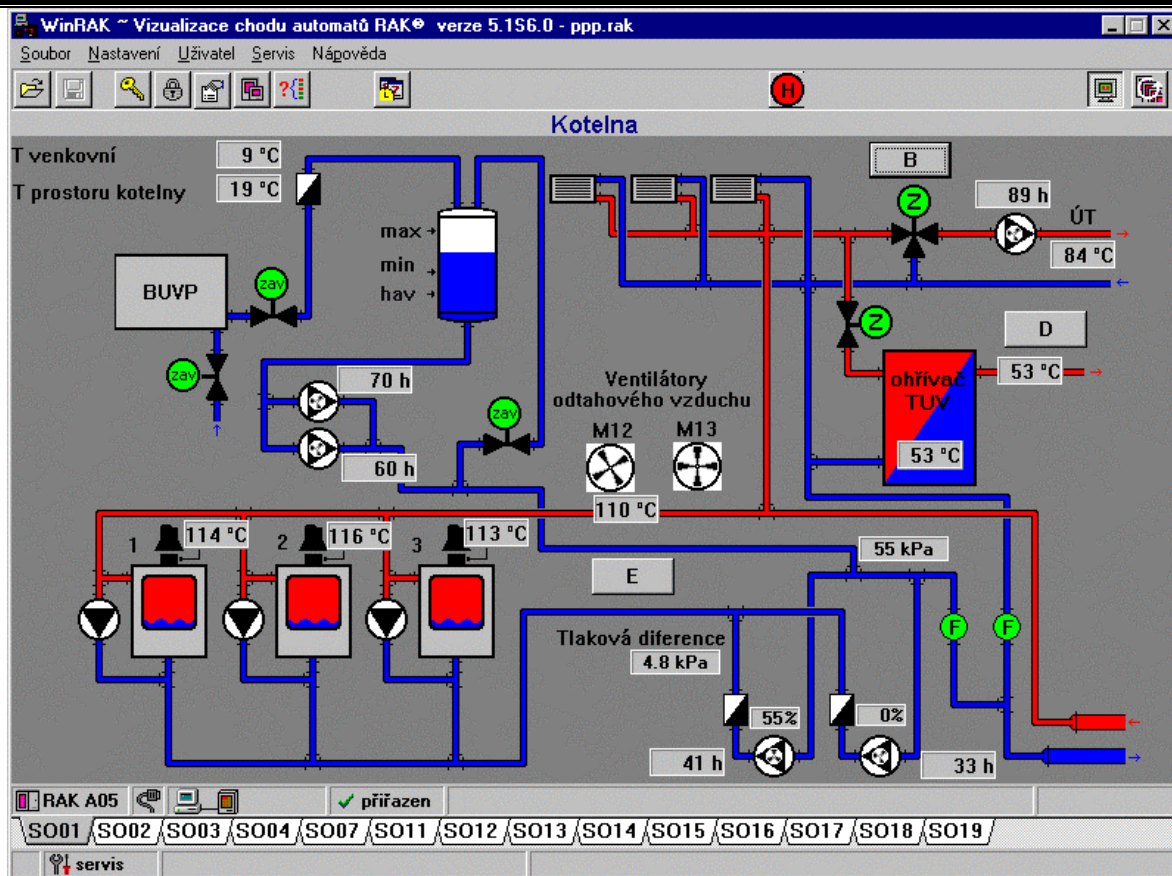 WinRAK ~ Vizualizace chodu automatů RAK® verze 5.1S6.0 - ppp.rak
Soubor Nastavení Uživatel Servis Nápověda
H
Kotelna
T venkovní 9 °C
T prostoru kotelny 19 °C
B
Z
89 h
ÚT
84 °C
max
min
hav
BUVP
zav
zav
Z
D
ohřívač
TUV
53 °C
53 °C
70 h
60 h
zav
Ventilátory
odtahového vzduchu
M12 M13
110 °C
1 114 °C
2 116 °C
3 113 °C
E
55 kPa
F F
Tlaková diference
4.8 kPa
55%
0%
41 h
33 h
RAK A05 přiřazen
SO01 SO02 SO03 SO04 SO07 SO11 SO12 SO13 SO14 SO15 SO16 SO17 SO18 SO19
servis